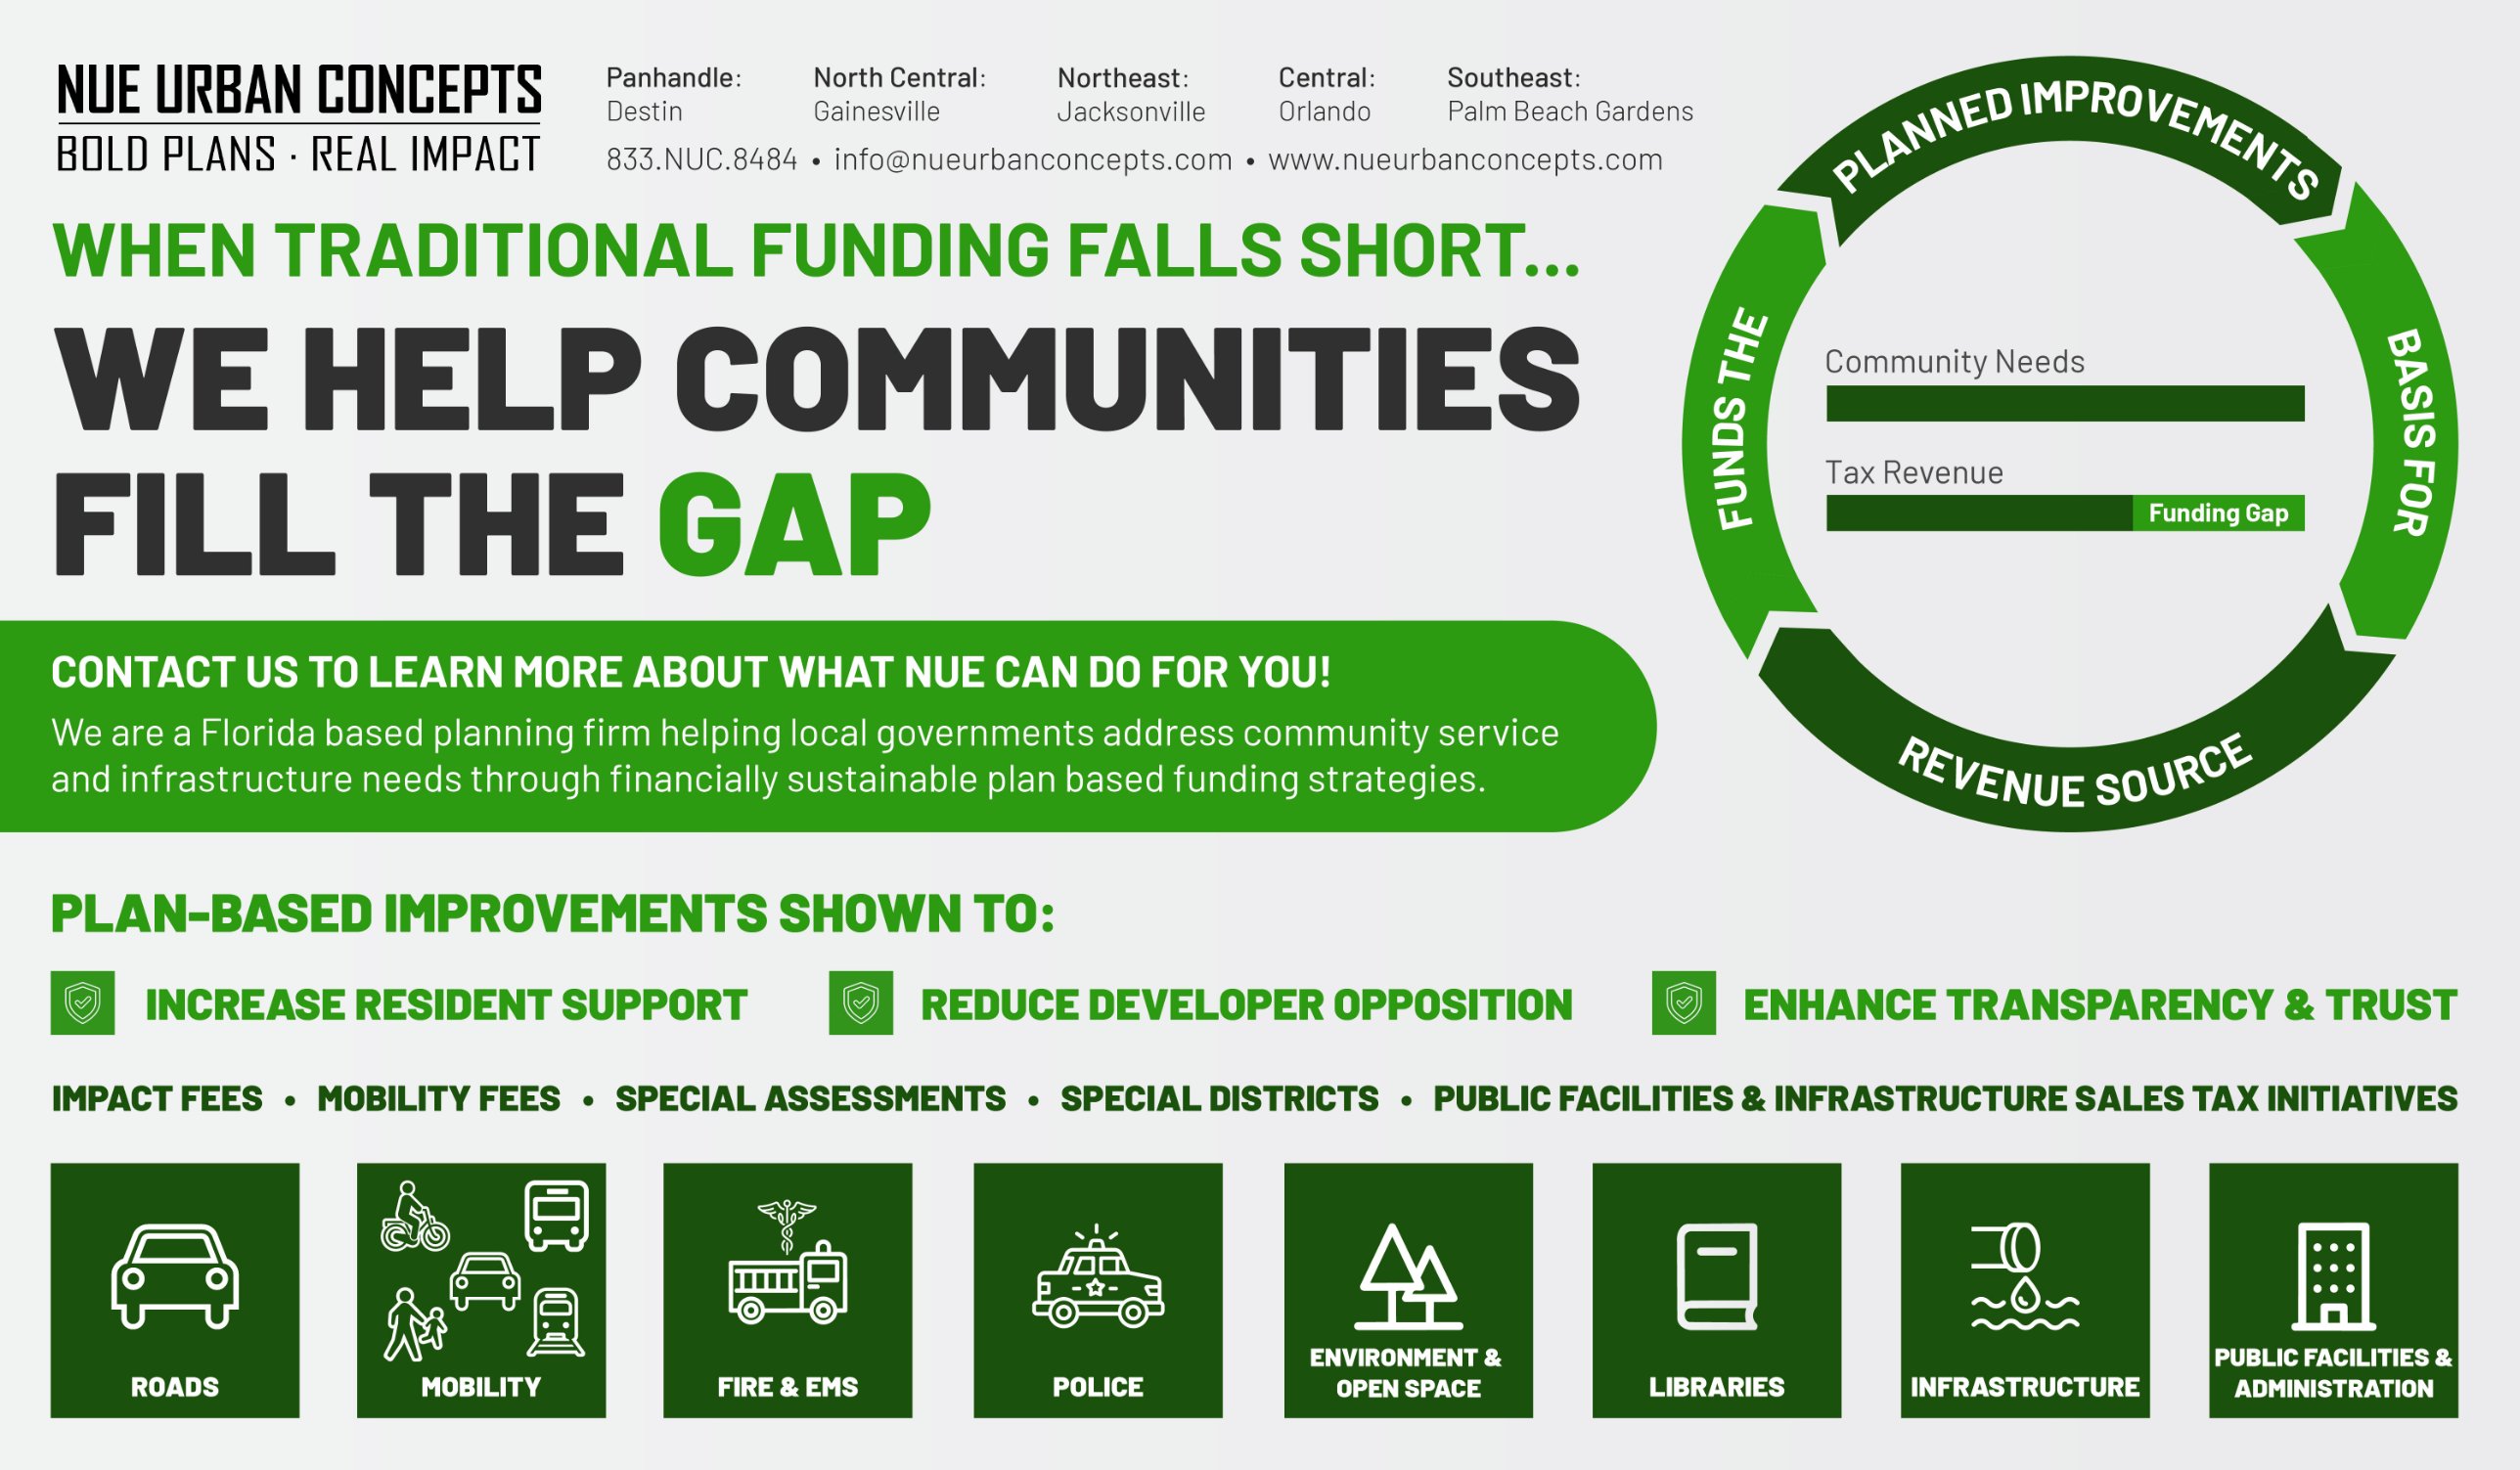 NUE URBAN CONCEPTS
BOLD PLANS · REAL IMPACT
Panhandle:
Destin
North Central:
Gainesville
Northeast:
Jacksonville
Central:
Orlando
Southeast:
Palm Beach Gardens
833.NUC.8484 • info@nueurbanconcepts.com • www.nueurbanconcepts.com
WHEN TRADITIONAL FUNDING FALLS SHORT...
WE HELP COMMUNITIES
FILL THE GAP
PLANNED IMPROVEMENTS
BASIS FOR
REVENUE SOURCE
FUNDS THE
Community Needs
Tax Revenue
Funding Gap
CONTACT US TO LEARN MORE ABOUT WHAT NUE CAN DO FOR YOU!
We are a Florida based planning firm helping local governments address community service
and infrastructure needs through financially sustainable plan based funding strategies.
PLAN-BASED IMPROVEMENTS SHOWN TO:
INCREASE RESIDENT SUPPORT
REDUCE DEVELOPER OPPOSITION
ENHANCE TRANSPARENCY & TRUST
IMPACT FEES • MOBILITY FEES • SPECIAL ASSESSMENTS • SPECIAL DISTRICTS • PUBLIC FACILITIES & INFRASTRUCTURE SALES TAX INITIATIVES
ROADS
MOBILITY
FIRE & EMS
POLICE
ENVIRONMENT &
OPEN SPACE
LIBRARIES
INFRASTRUCTURE
PUBLIC FACILITIES &
ADMINISTRATION